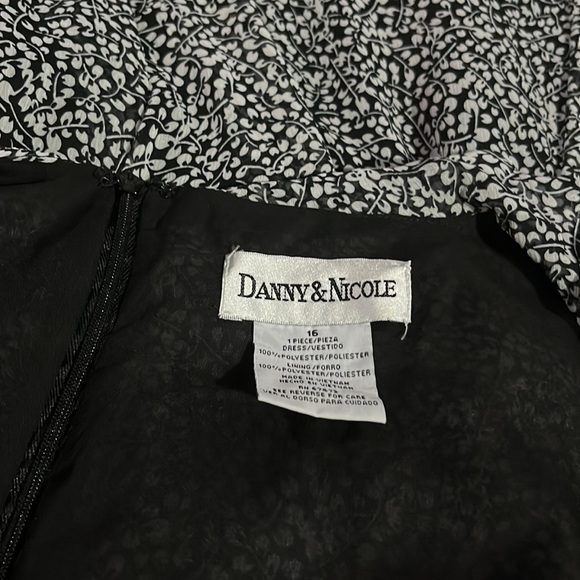 DANNY & NICOLE
16
1 PIECE/PIEZA
DRESS/VESTIDO
100% POLYESTER/POLIESTER
LINING/FORRO
100% POLYESTER/POLIESTER
MADE IN VIETNAM
HECHO EN VIETNAM
SEE REVERSE FOR CARE
VEA AL DORSO PARA CUIDADO